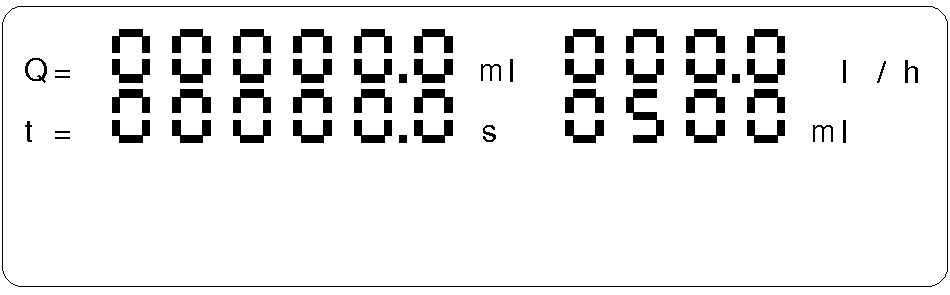 Q= 00000.0 ml 000.0 l / h
t = 00000.0 s 0500 ml